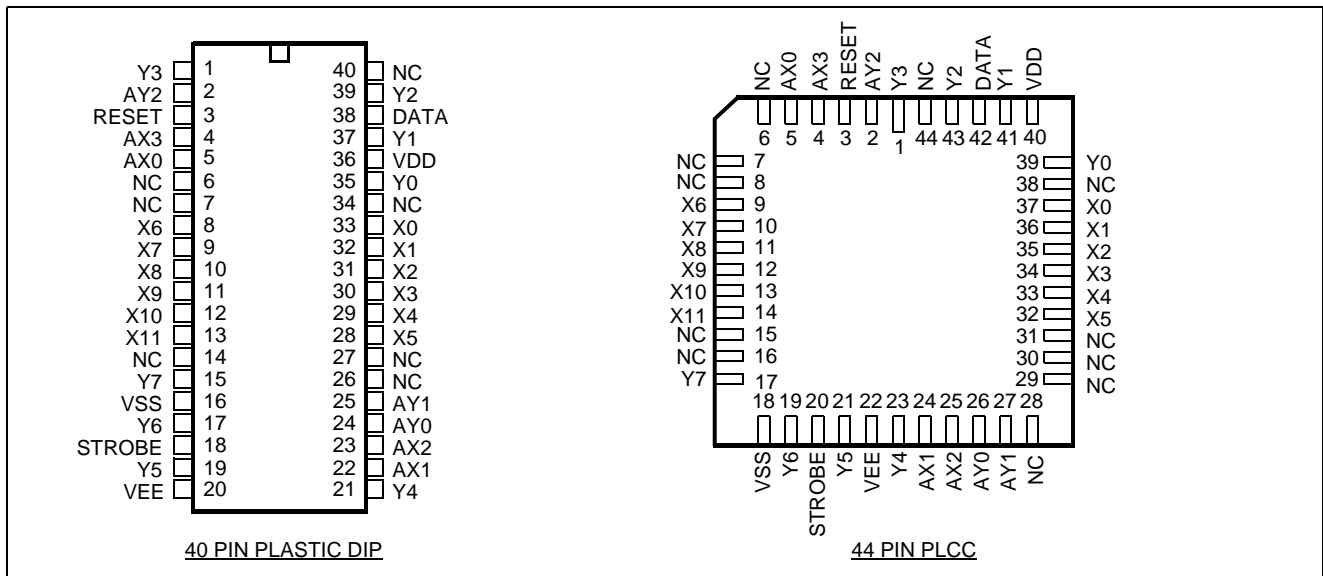 Y3 1 40 NC
AY2 2 39 Y2
RESET 3 38 DATA
AX3 4 37 Y1
AX0 5 36 VDD
NC 6 35 Y0
NC 7 34 NC
X6 8 33 X0
X7 9 32 X1
X8 10 31 X2
X9 11 30 X3
X10 12 29 X4
X11 13 28 X5
NC 14 27 NC
Y7 15 26 NC
VSS 16 25 AY1
Y6 17 24 AY0
STROBE 18 23 AX2
Y5 19 22 AX1
VEE 20 21 Y4
40 PIN PLASTIC DIP
NC AX0 AX3 RESET AY2 Y3 NC Y2 DATA Y1 VDD
6 5 4 3 2 1 44 43 42 41 40
NC 7 39 Y0
NC 8 38 NC
X6 9 37 X0
X7 10 36 X1
X8 11 35 X2
X9 12 34 X3
X10 13 33 X4
X11 14 32 X5
NC 15 31 NC
NC 16 30 NC
Y7 17 29 NC
18 19 20 21 22 23 24 25 26 27 28
VSS Y6 STROBE Y5 VEE Y4 AX1 AX2 AY0 AY1 NC
44 PIN PLCC